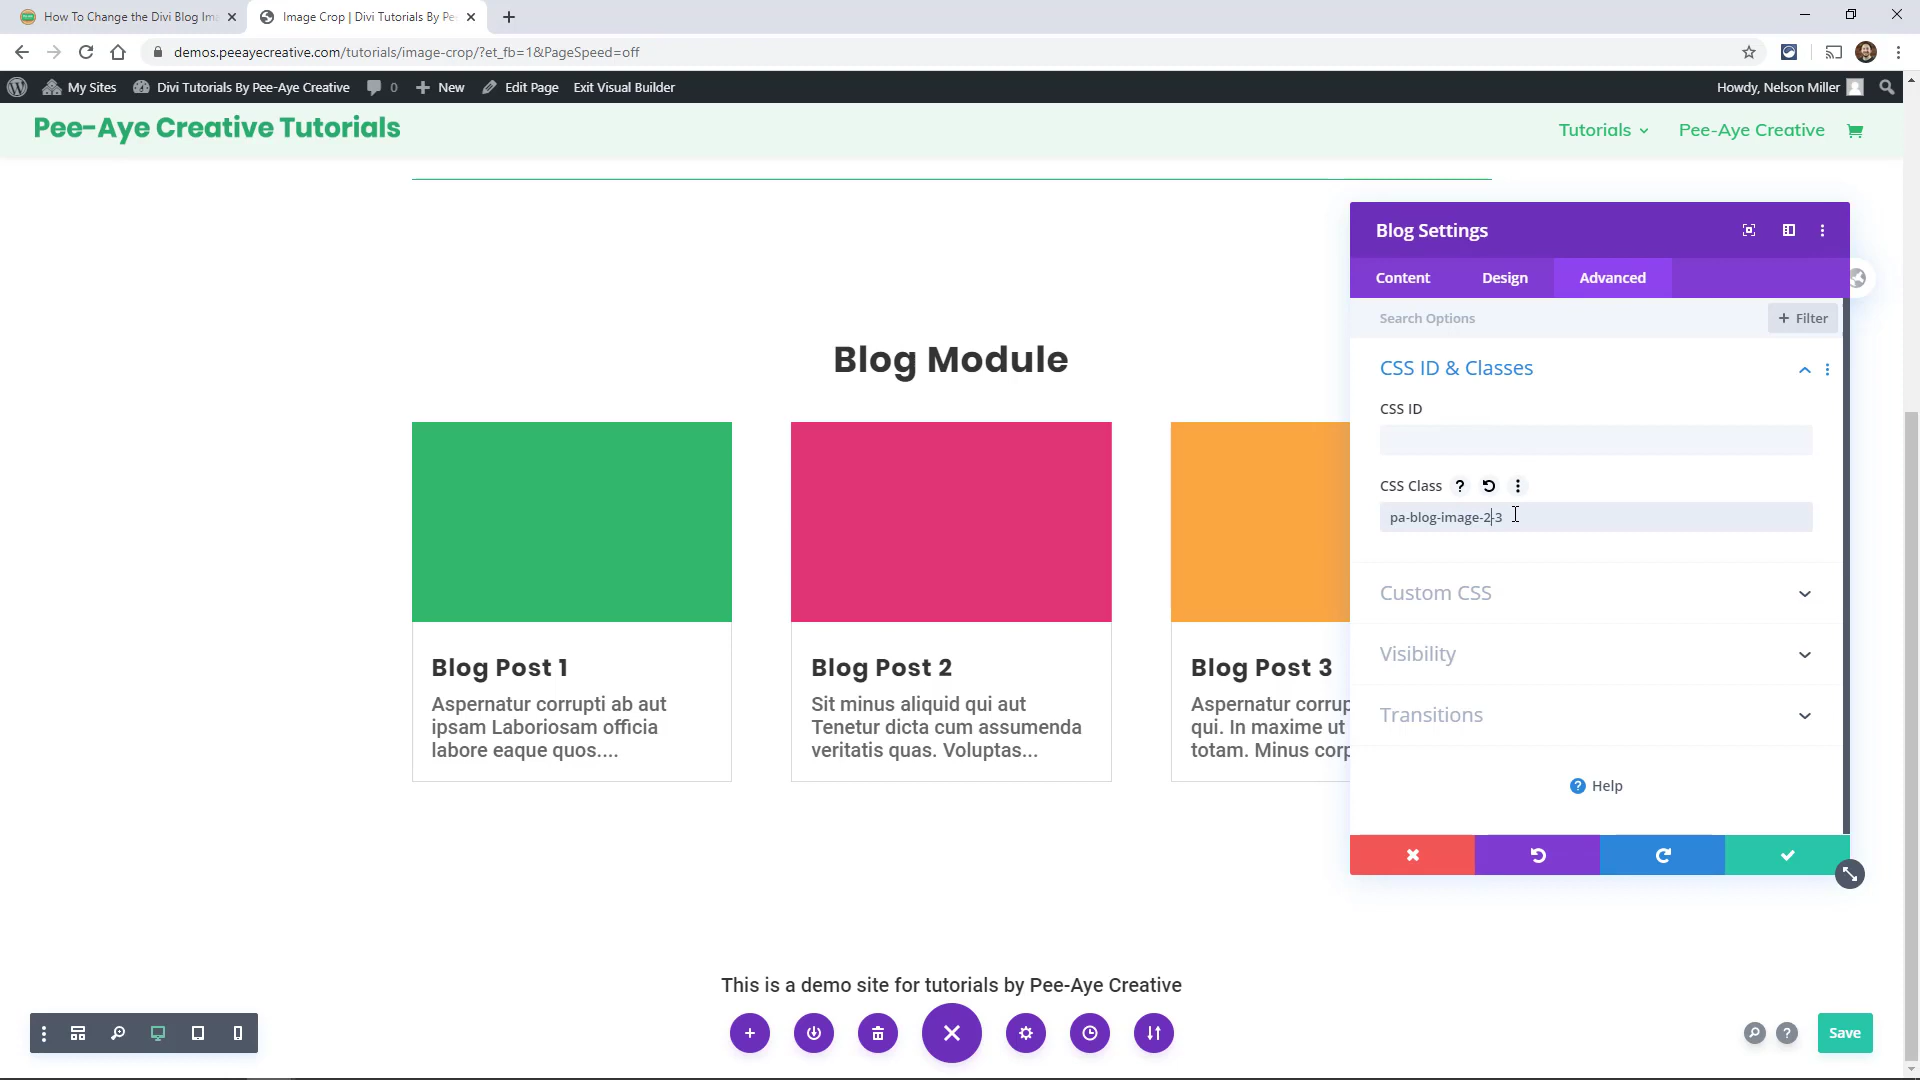 How To Change the Divi Blog Ima
Image Crop | Divi Tutorials By Pe
demos.peeayecreative.com/tutorials/image-crop/?et_fb=1&PageSpeed=off
My Sites
Divi Tutorials By Pee-Aye Creative
0
New
Edit Page
Exit Visual Builder
Howdy, Nelson Miller
Pee-Aye Creative Tutorials
Tutorials
Pee-Aye Creative
Blog Settings
Content
Design
Advanced
Search Options
+ Filter
CSS ID & Classes
CSS ID
CSS Class
pa-blog-image-2-3
Custom CSS
Visibility
Transitions
Help
Blog Module
Blog Post 1
Aspernatur corrupti ab aut
ipsam Laboriosam officia
labore eaque quos....
Blog Post 2
Sit minus aliquid qui aut
Tenetur dicta cum assumenda
veritatis quas. Voluptas...
Blog Post 3
Aspernatur corrup
qui. In maxime ut
totam. Minus corp
This is a demo site for tutorials by Pee-Aye Creative
Save